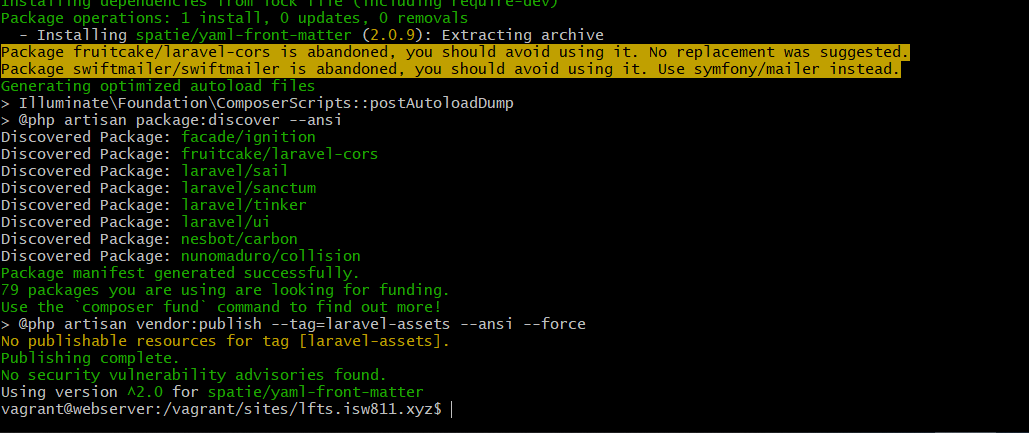 Installing dependencies from lock file (including require-dev)
Package operations: 1 install, 0 updates, 0 removals
  - Installing spatie/yaml-front-matter (2.0.9): Extracting archive
Package fruitcake/laravel-cors is abandoned, you should avoid using it. No replacement was suggested.
Package swiftmailer/swiftmailer is abandoned, you should avoid using it. Use symfony/mailer instead.
Generating optimized autoload files
> Illuminate\Foundation\ComposerScripts::postAutoloadDump
> @php artisan package:discover --ansi
Discovered Package: facade/ignition
Discovered Package: fruitcake/laravel-cors
Discovered Package: laravel/sail
Discovered Package: laravel/sanctum
Discovered Package: laravel/tinker
Discovered Package: laravel/ui
Discovered Package: nesbot/carbon
Discovered Package: nunomaduro/collision
Package manifest generated successfully.
79 packages you are using are looking for funding.
Use the `composer fund` command to find out more!
> @php artisan vendor:publish --tag=laravel-assets --ansi --force
No publishable resources for tag [laravel-assets].
Publishing complete.
No security vulnerability advisories found.
Using version ^2.0 for spatie/yaml-front-matter
vagrant@webserver:/vagrant/sites/lfts.isw811.xyz$